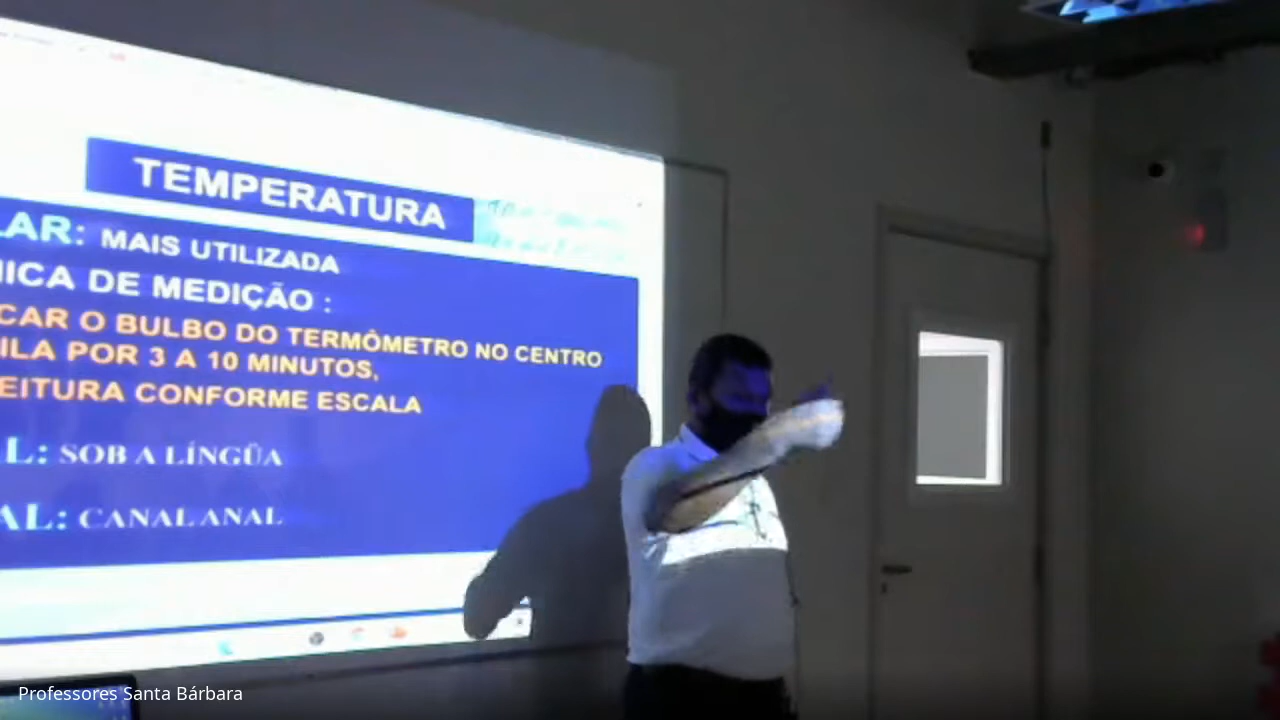 TEMPERATURA
LAR: MAIS UTILIZADA
NICA DE MEDIÇÃO :
CAR O BULBO DO TERMÔMETRO NO CENTRO
ILA POR 3 A 10 MINUTOS,
EITURA CONFORME ESCALA
L: SOB A LÍNGÜA
AL: CANAL ANAL
Professores Santa Bárbara